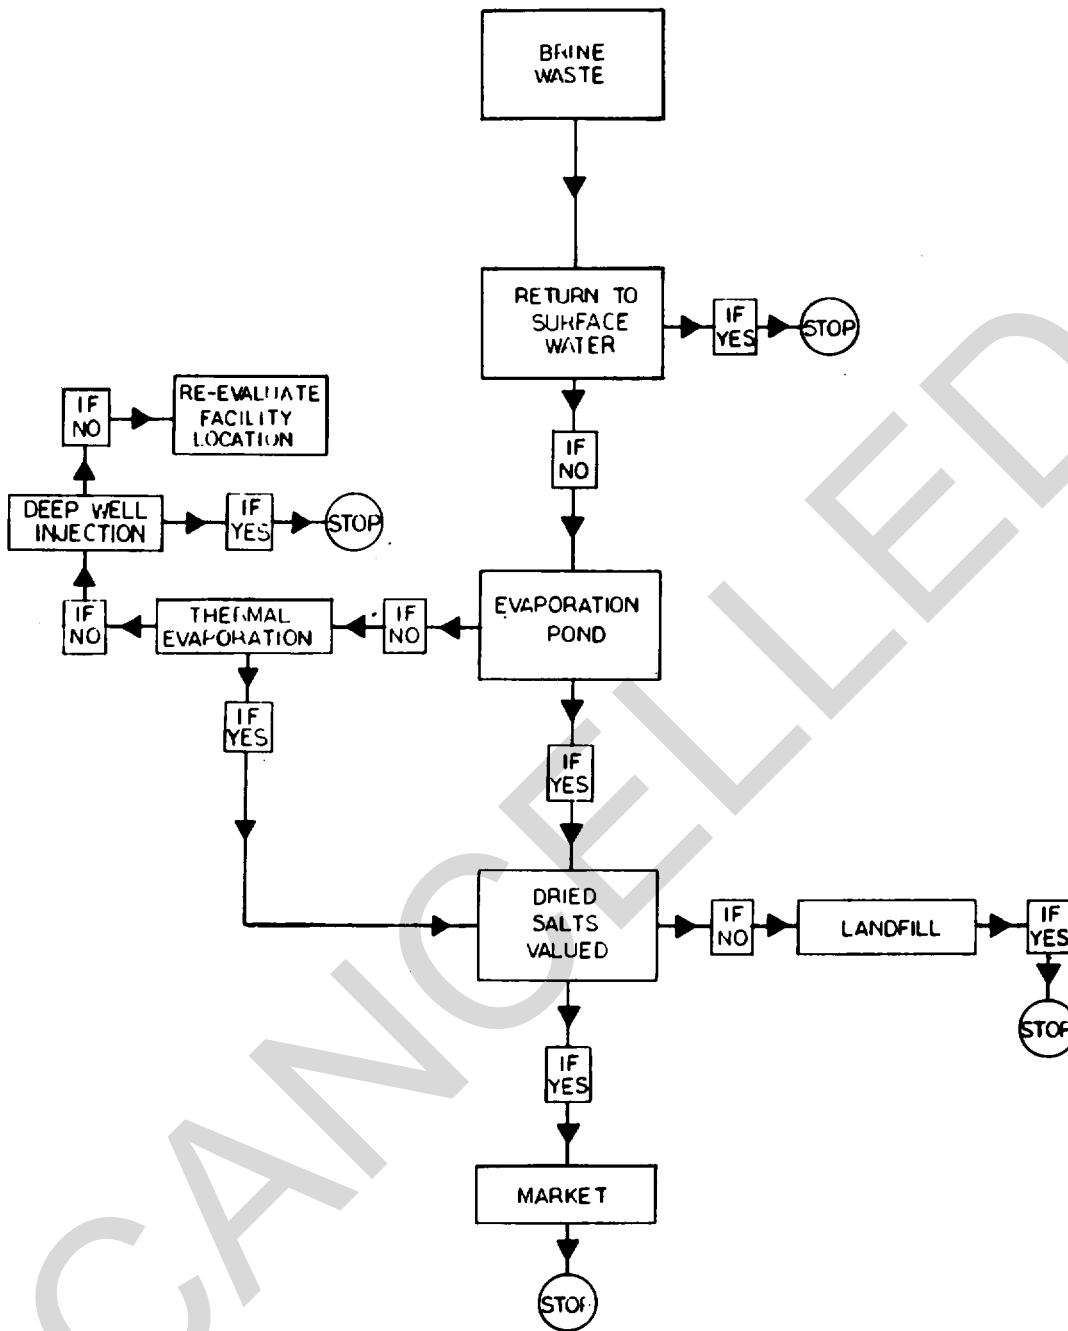 BRINE
WASTE
RETURN TO
SURFACE
WATER
IF
YES
STOP
IF
NO
RE-EVALUATE
FACILITY
LOCATION
IF
NO
DEEP WELL
INJECTION
IF
YES
STOP
EVAPORATION
POND
IF
NO
THERMAL
EVAPORATION
IF
NO
IF
YES
IF
YES
DRIED
SALTS
VALUED
IF
NO
LANDFILL
IF
YES
STOP
IF
YES
MARKET
STOP
CANCELLED